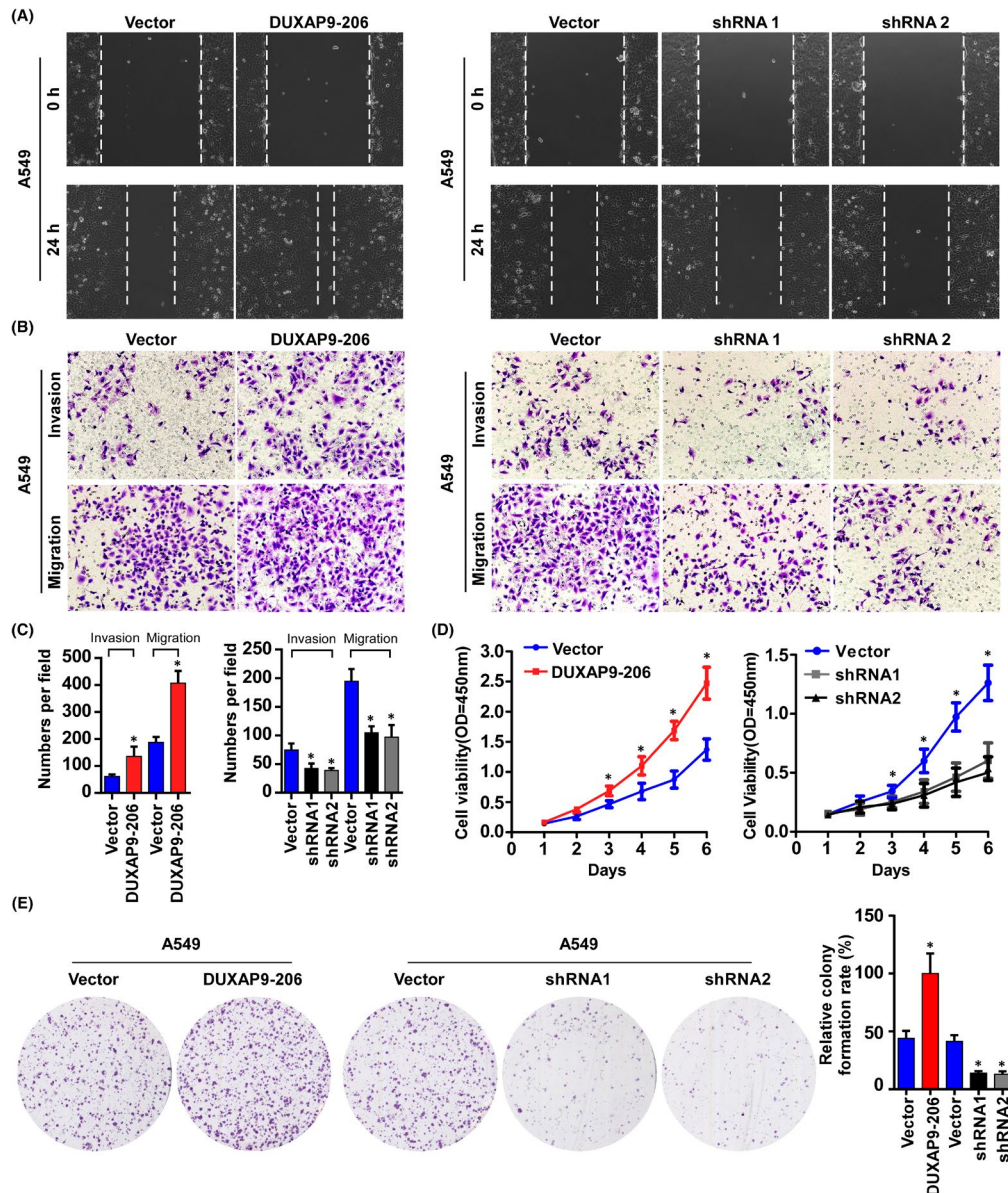 (A)
Vector
DUXAP9-206
shRNA 1
shRNA 2
A549
0 h
24 h
A549
0 h
24 h
(B)
Vector
DUXAP9-206
Vector
shRNA 1
shRNA 2
A549
Invasion
Migration
A549
Invasion
Migration
(C)
Invasion
Migration
Numbers per field
500
400
300
200
100
0
Vector
DUXAP9-206
Vector
DUXAP9-206
* *
Invasion
Migration
Numbers per field
250
200
150
100
50
0
Vector
shRNA1
shRNA2
Vector
shRNA1
shRNA2
* * * *
(D)
Vector
DUXAP9-206
Cell Viability(OD=450nm)
3.0
2.5
2.0
1.5
1.0
0.5
0.0
0 1 2 3 4 5 6
Days
* * * *
Vector
shRNA1
shRNA2
Cell Viability(OD=450nm)
1.5
1.0
0.5
0.0
0 1 2 3 4 5 6
Days
* * * *
(E)
A549
Vector
DUXAP9-206
A549
Vector
shRNA1
shRNA2
Relative colony
formation rate (%)
150
100
50
0
Vector
DUXAP9-206
Vector
shRNA1
shRNA2
* * *